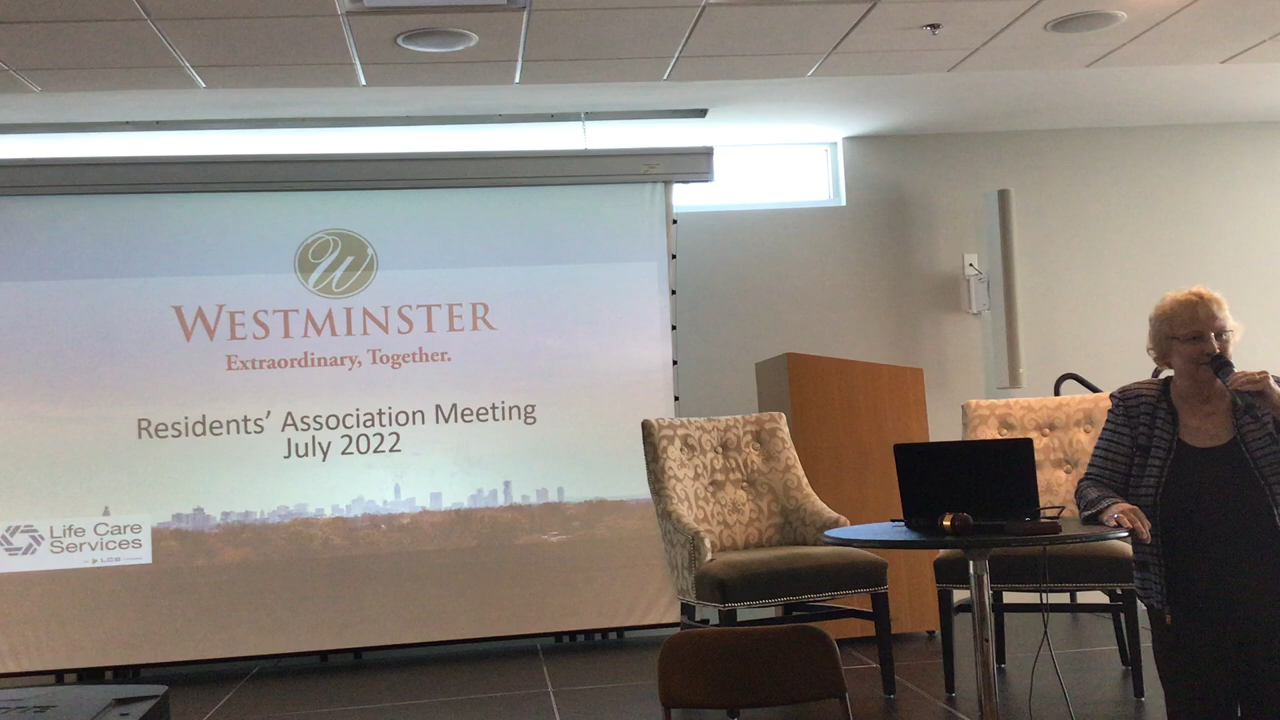 W
WESTMINSTER
Extraordinary, Together.
Residents' Association Meeting
July 2022
Life Care
Services